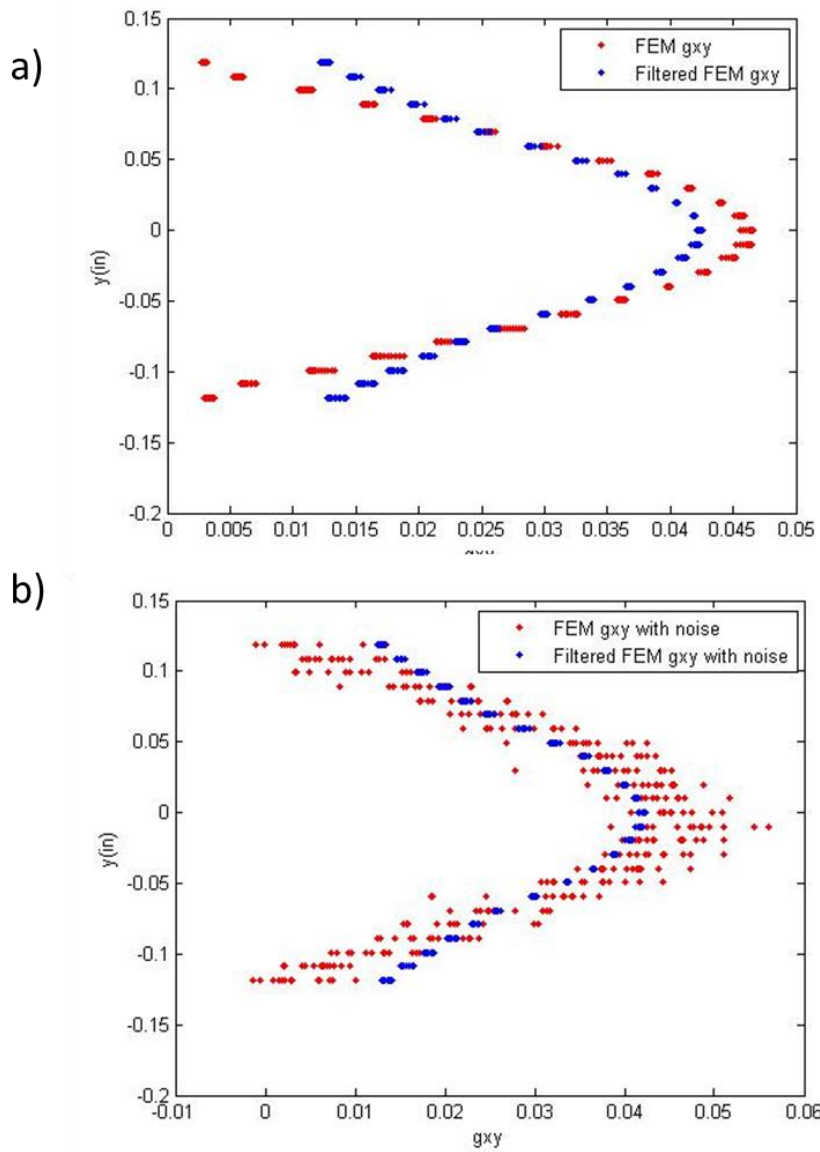 a)
0.15
FEM gxy
Filtered FEM gxy
0.1
0.05
0
y(in)
-0.05
-0.1
-0.15
-0.2
0 0.005 0.01 0.015 0.02 0.025 0.03 0.035 0.04 0.045 0.05
b)
0.15
FEM gxy with noise
Filtered FEM gxy with noise
0.1
0.05
0
y(in)
-0.05
-0.1
-0.15
-0.2
-0.01 0 0.01 0.02 0.03 0.04 0.05 0.06
gxy